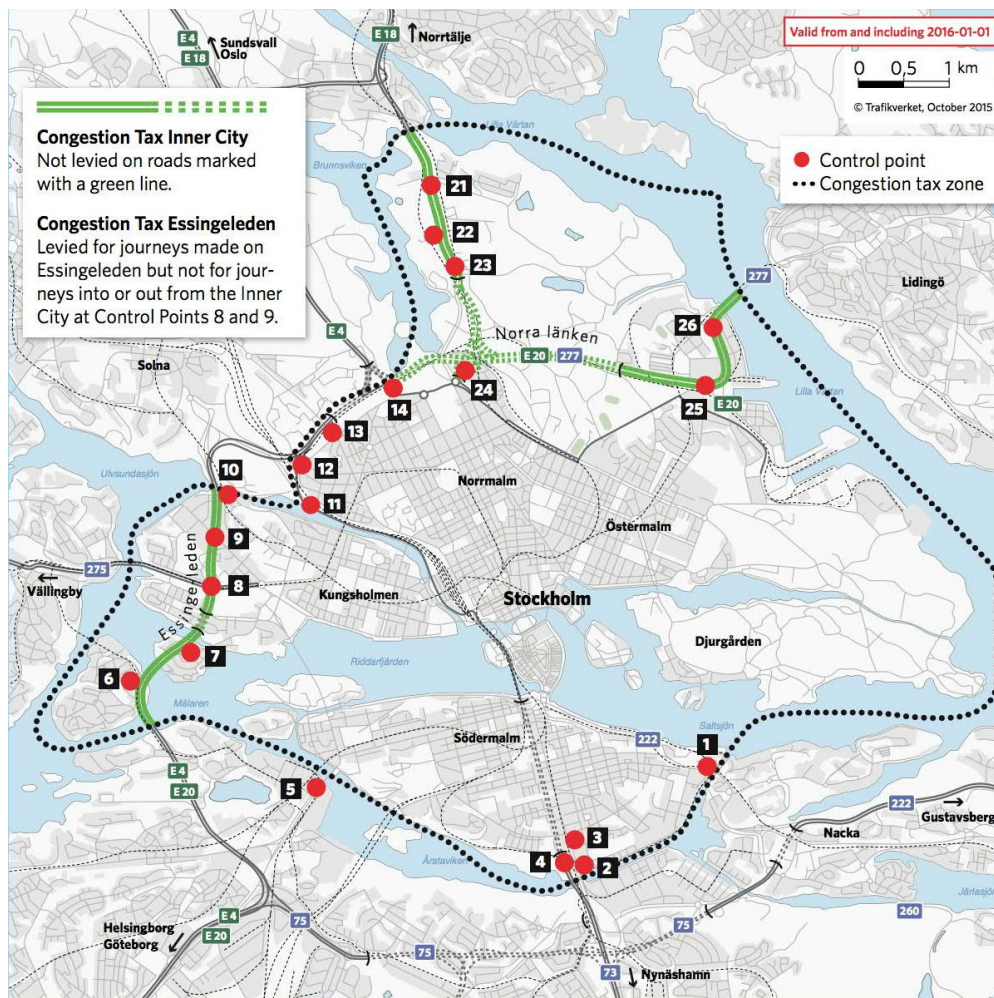 E4
E18
Sundsvall
Oslo
E18
Norrtälje
Valid from and including 2016-01-01
0 0,5 1 km
© Trafikverket, October 2015
Congestion Tax Inner City
Not levied on roads marked
with a green line.
Congestion Tax Essingeleden
Levied for journeys made on
Essingeleden but not for jour-
neys into or out from the Inner
City at Control Points 8 and 9.
Control point
Congestion tax zone
Lilla Värtan
Brunnsviken
21
22
23
277
Lidingö
26
E4
Norra länken
Solna
E20 277
24
Lilla Värtan
14
25
E20
13
12
Ulvsundasjön
10
11
Norrmalm
Östermalm
9
275
Vällingby
8
Essingeleden
Kungsholmen
Stockholm
Djurgården
7
Riddarfjärden
6
Mälaren
Saltsjön
222
1
Södermalm
E4
E20
5
222
Gustavsberg
Nacka
3
4
2
Årstaviken
Järlasjön
260
E4
E20
Helsingborg
Göteborg
75
75
75
73
Nynäshamn